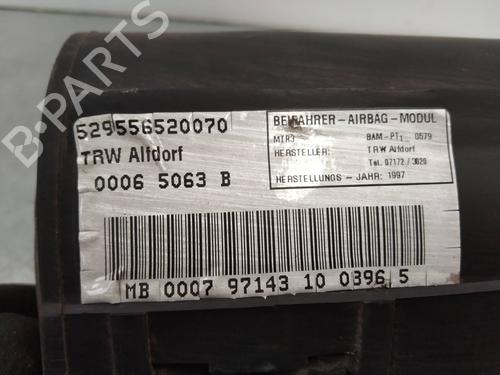 529556520070
TRW Alfdorf
0006 5063 B
BEIFAHRER-AIRBAG-MODUL
MTR3 BAM-PT1 0579
HERSTELLER: TRW Alfdorf
Tel. 07172 / 3020
HERSTELLUNGS - JAHR: 1997
MB 0007 97143 10 0396 5
B-PARTS